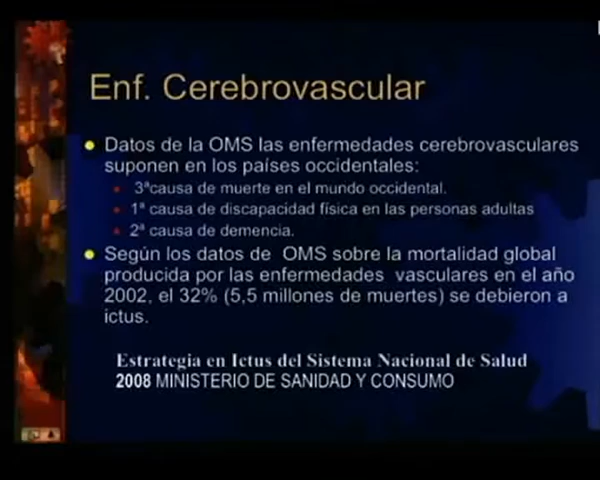 Enf. Cerebrovascular
Datos de la OMS las enfermedades cerebrovasculares
suponen en los países occidentales:
3ªcausa de muerte en el mundo occidental.
1ª causa de discapacidad física en las personas adultas
2ª causa de demencia.
Según los datos de OMS sobre la mortalidad global
producida por las enfermedades vasculares en el año
2002, el 32% (5,5 millones de muertes) se debieron a
ictus.
Estrategia en Ictus del Sistema Nacional de Salud
2008 MINISTERIO DE SANIDAD Y CONSUMO